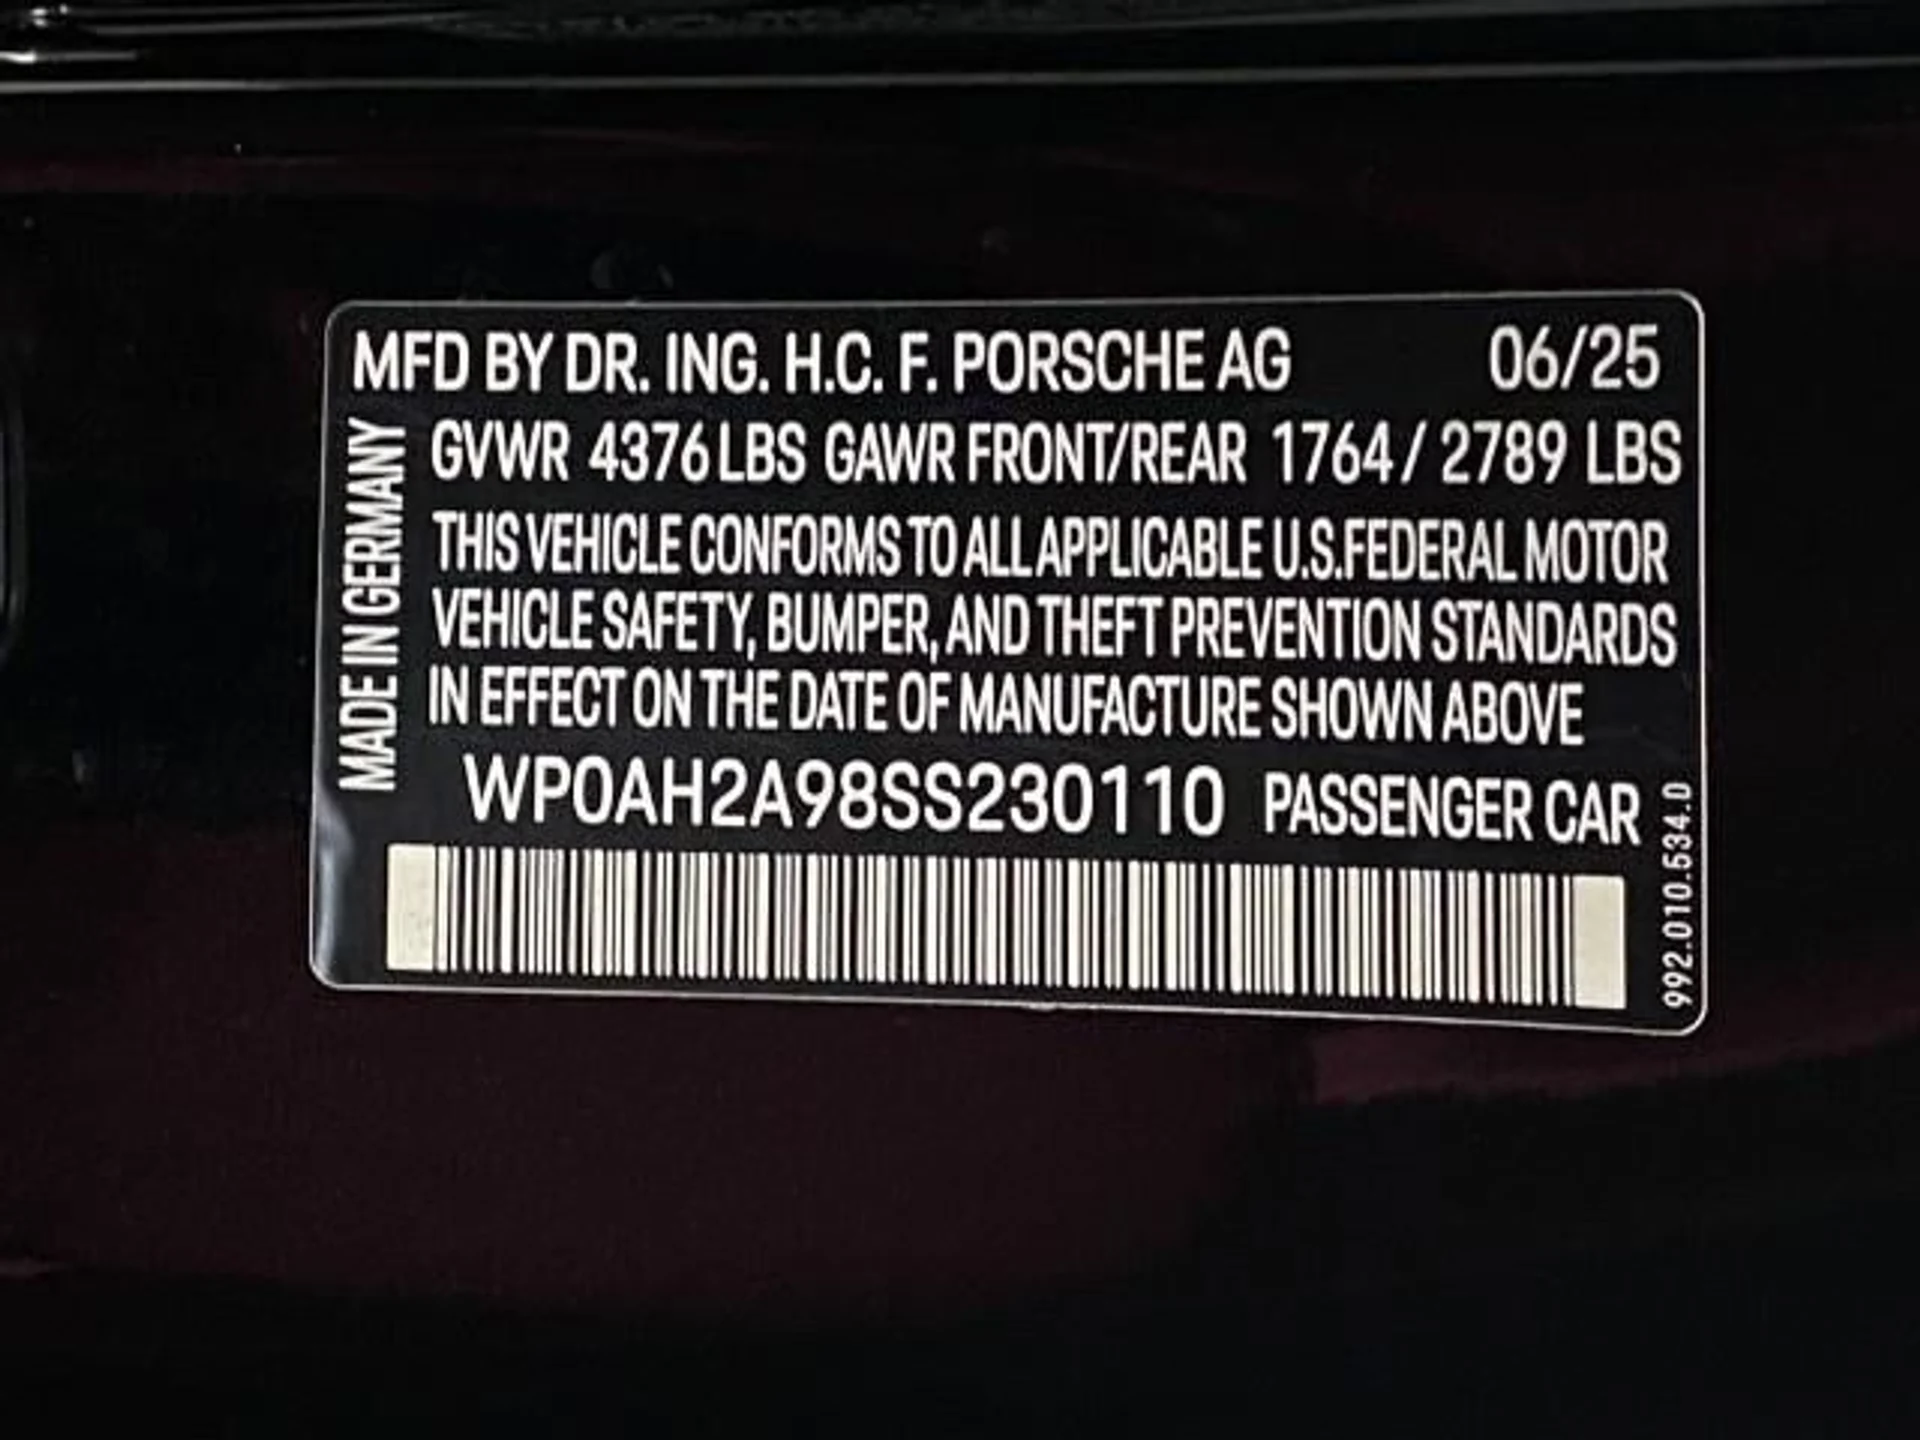 MFD BY DR. ING. H.C. F. PORSCHE AG 06/25
MADE IN GERMANY
GVWR 4376 LBS GAWR FRONT/REAR 1764 / 2789 LBS
THIS VEHICLE CONFORMS TO ALL APPLICABLE U.S.FEDERAL MOTOR
VEHICLE SAFETY, BUMPER, AND THEFT PREVENTION STANDARDS
IN EFFECT ON THE DATE OF MANUFACTURE SHOWN ABOVE
WP0AH2A98SS230110 PASSENGER CAR
992.010.534.0